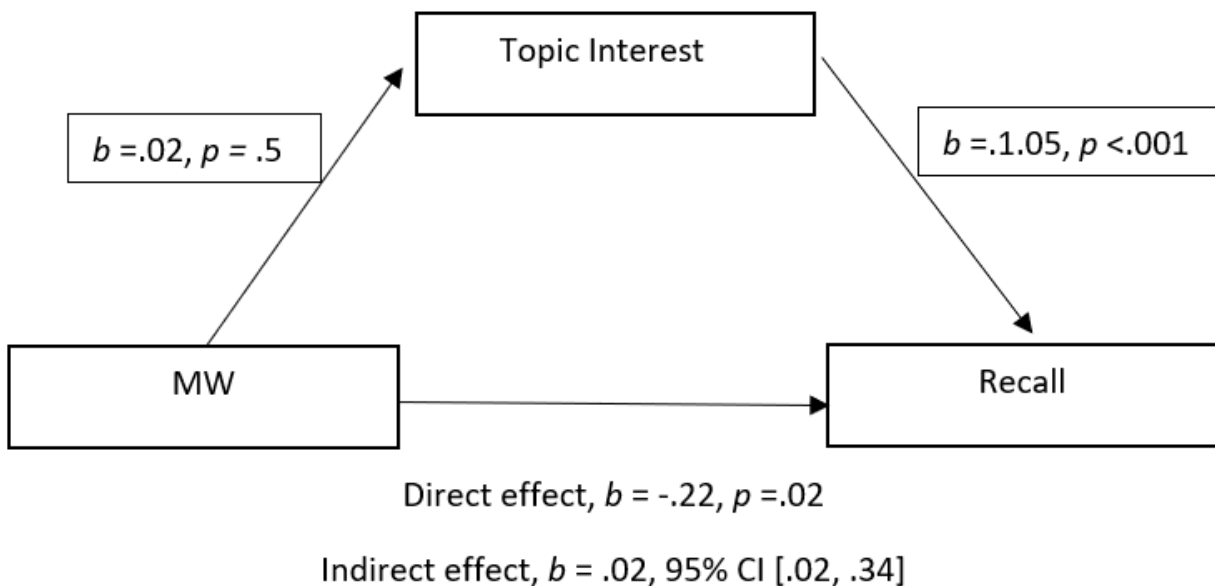 Topic Interest
b =.02, p = .5
b =.1.05, p <.001
MW
Recall
Direct effect, b = -.22, p =.02
Indirect effect, b = .02, 95% CI [.02, .34]